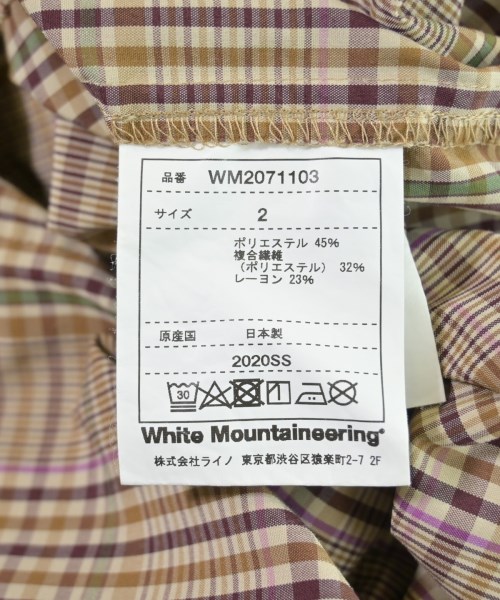 品番 WM2071103
サイズ 2
ポリエステル 45%
複合繊維
(ポリエステル) 32%
レーヨン 23%
原産国 日本製
2020SS
30
White Mountaineering®
株式会社ライノ 東京都渋谷区猿楽町2-7 2F